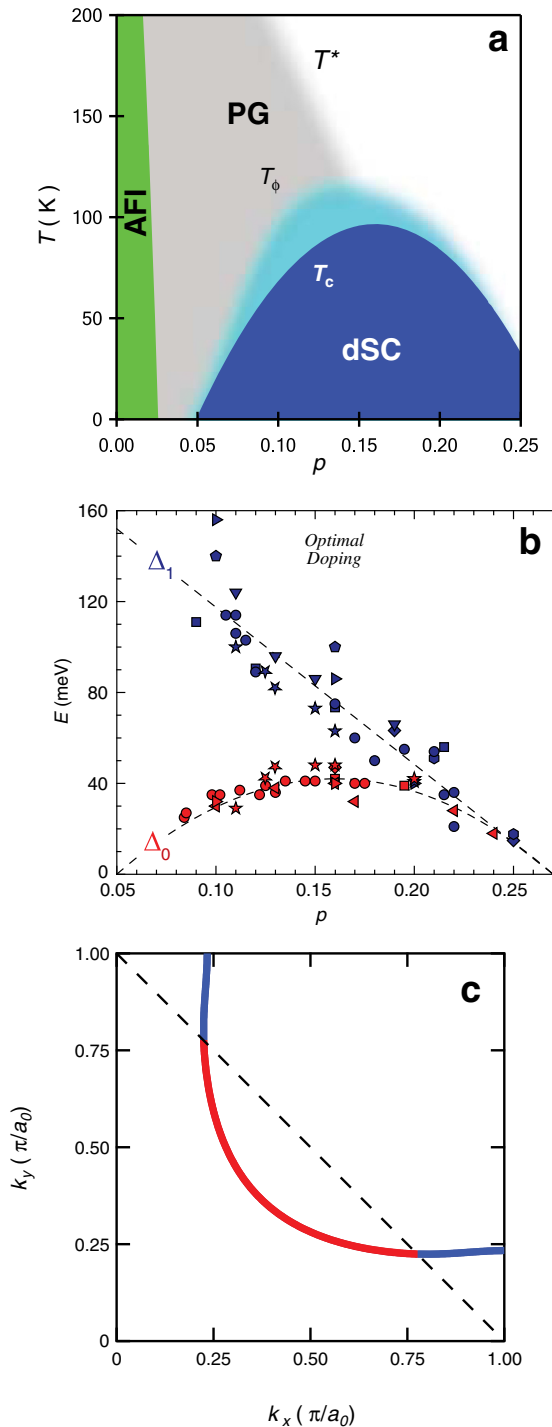 200
a
T*
150
PG
T ( K )
AFI
Tϕ
100
Tc
50
dSC
0
0.00 0.05 0.10 0.15 0.20 0.25
p
160
Optimal
Doping
b
Δ1
120
E (meV)
80
40
Δ0
0
0.05 0.10 0.15 0.20 0.25
p
1.00
c
0.75
ky ( π/a0)
0.50
0.25
0
0 0.25 0.50 0.75 1.00
kx ( π/a0)